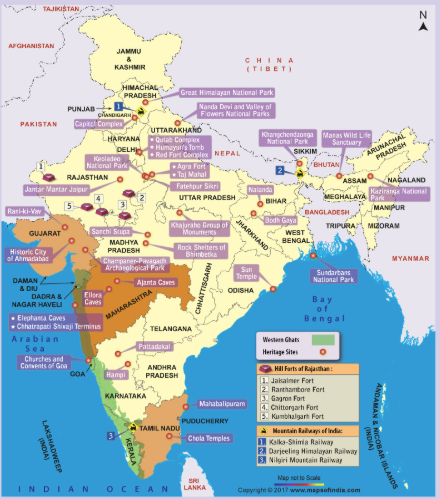 TAJIKISTAN
N
AFGHANISTAN
JAMMU
&
KASHMIR
CHINA
(TIBET)
HIMACHAL
PRADESH
Great Himalayan National Park
PUNJAB
1
CHANDIGARH
Nanda Devi and Valley of
Flowers National Parks
Capitol Complex
UTTARAKHAND
PAKISTAN
HARYANA
DELHI
Qutab Complex
Humayun's Tomb
Red Fort Complex
Khangchendzonga
National Park
Manas Wild Life
Sanctuary
ARUNACHAL
PRADESH
Keoladeo
National Park
Agra Fort
Taj Mahal
NEPAL
SIKKIM
BHUTAN
2
1
RAJASTHAN
Fatehpur Sikri
ASSAM
NAGALAND
Jantar Mantar Jaipur
2
UTTAR PRADESH
Nalanda
BIHAR
MEGHALAYA
Kaziranga National
Park
MANIPUR
Rani-ki-Vav
5
4
3
BANGLADESH
Bodh Gaya
TRIPURA
MIZORAM
GUJARAT
Sanchi Stupa
Khajuraho Group of
Monuments
JHARKHAND
WEST
BENGAL
Historic City
of Ahmadabad
MADHYA
PRADESH
Rock Shelters of
Bhimbetka
MYANMAR
Champaner-Pavagarh
Archaeological Park
CHHATTISGARH
Sun
Temple
Sundarbans
National Park
DAMAN
& DIU
Ajanta Caves
DADRA &
NAGAR HAVELI
Ellora
Caves
MAHARASHTRA
ODISHA
Elephanta Caves
Chhatrapati Shivaji Terminus
Bay
of
Bengal
Arabian
Sea
TELANGANA
Western Ghats
Heritage Sites
Churches and
Convents of Goa
Pattadakal
Hill Forts of Rajasthan :
1 Jaisalmer Fort
2 Ranthambore Fort
3 Gagron Fort
4 Chittorgarh Fort
5 Kumbhalgarh Fort
GOA
Hampi
ANDHRA
PRADESH
KARNATAKA
Mahabalipuram
Mountain Railways of India:
1 Kalka-Shimla Railway
2 Darjeeling Himalayan Railway
3 Nilgiri Mountain Railway
PUDUCHERRY
3
TAMIL NADU
Chola Temples
KERALA
LAKSHADWEEP
(INDIA)
ANDAMAN & NICOBAR ISLANDS
(INDIA)
SRI
LANKA
Map not to Scale
Copyright © 2017 www.mapsofindia.com
INDIAN OCEAN